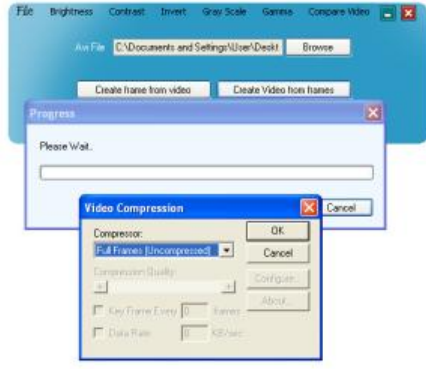 File Brightness Contrast Invert Gray Scale Gamma Compare Video
Avi File C:\Documents and Settings\User\Deskt Browse
Create frame from video Create Video from frames
Progress
Please Wait.
Cancel
Video Compression
Compressor:
Full Frames (Uncompressed)
OK
Cancel
Compression Quality:
Configure...
About...
Key Frame Every 0 frames
Data Rate 0 KB/sec